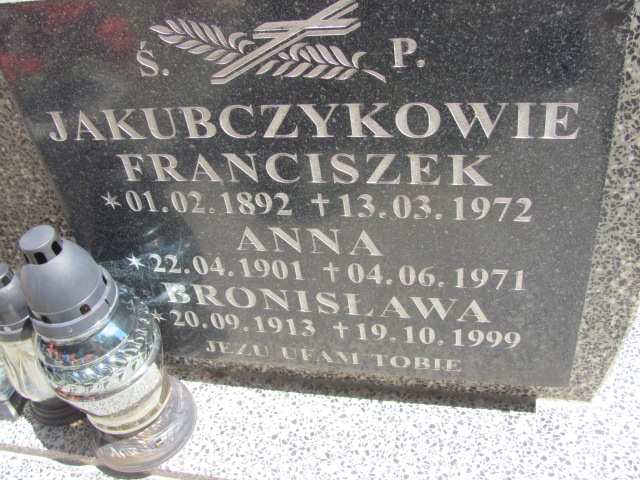 Ś. P.
JAKUBCZYKOWIE
FRANCISZEK
*01.02.1892 †13.03.1972
ANNA
*22.04.1901 †04.06.1971
BRONISŁAWA
*20.09.1913 †19.10.1999
JEZU UFAM TOBIE